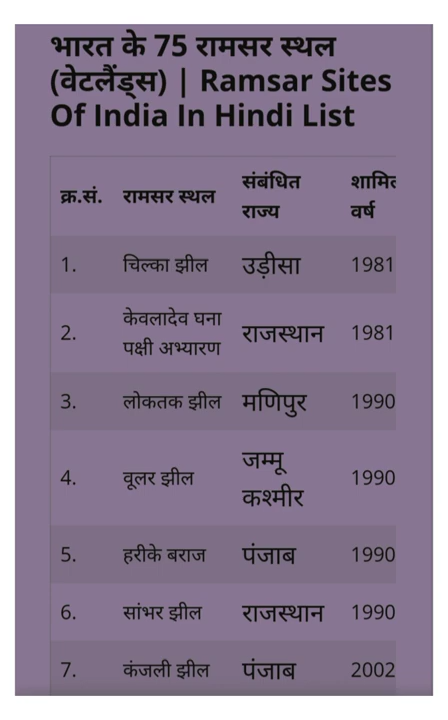 भारत के 75 रामसर स्थल
(वेटलैंड्स) | Ramsar Sites
Of India In Hindi List
क्र.सं. रामसर स्थल संबंधित राज्य वर्ष
1. चिल्का झील उड़ीसा 1981
2. केवलादेव घना पक्षी अभ्यारण राजस्थान 1981
3. लोकतक झील मणिपुर 1990
4. वूलर झील जम्मू कश्मीर 1990
5. हरीके बराज पंजाब 1990
6. सांभर झील राजस्थान 1990
7. कंजली झील पंजाब 2002